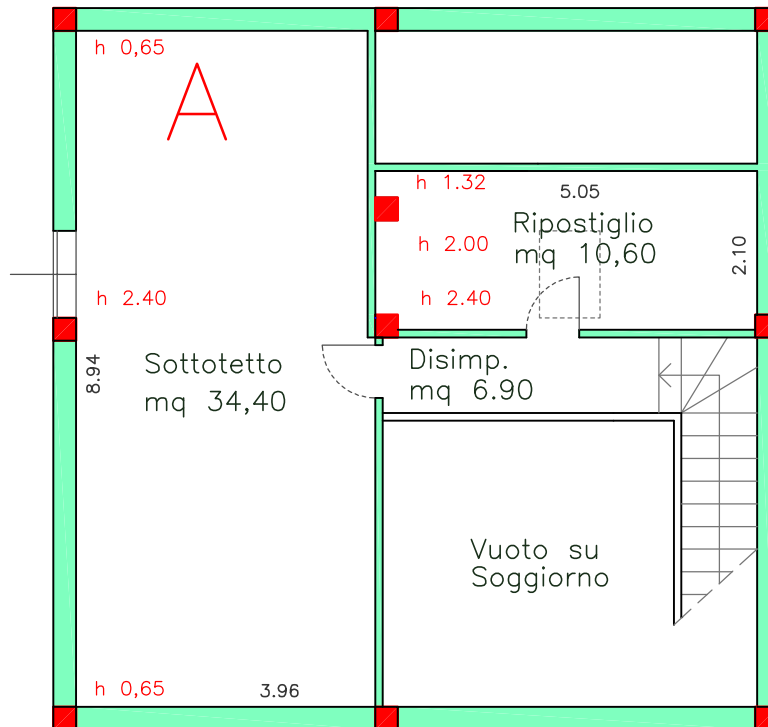 h 0,65
A
h 1.32
5.05
Ripostiglio
mq 10,60
h 2.00
2.10
h 2.40
h 2.40
Sottotetto
mq 34,40
8.94
Disimp.
mq 6.90
Vuoto su
Soggiorno
h 0,65
3.96